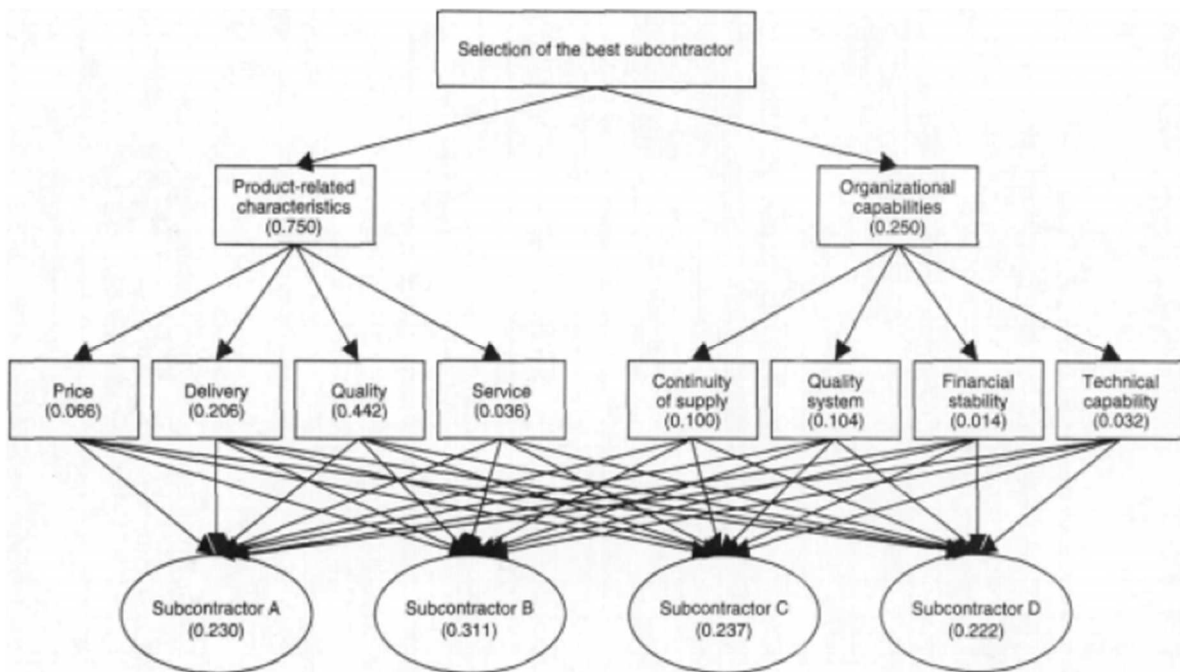 Selection of the best subcontractor
Product-related
characteristics
(0.750)
Organizational
capabilities
(0.250)
Price
(0.066)
Delivery
(0.206)
Quality
(0.442)
Service
(0.036)
Continuity
of supply
(0.100)
Quality
system
(0.104)
Financial
stability
(0.014)
Technical
capability
(0.032)
Subcontractor A
(0.230)
Subcontractor B
(0.311)
Subcontractor C
(0.237)
Subcontractor D
(0.222)